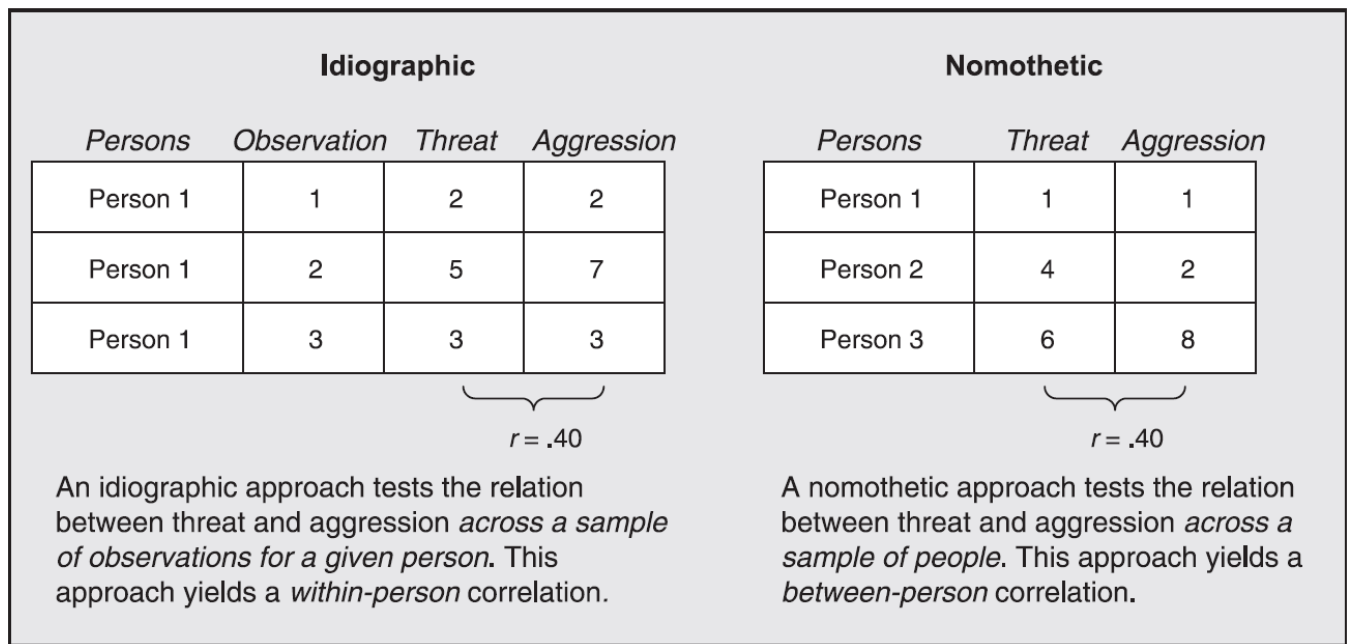 Idiographic
Persons Observation Threat Aggression
Person 1 1 2 2
Person 1 2 5 7
Person 1 3 3 3
r = .40
An idiographic approach tests the relation
between threat and aggression across a sample
of observations for a given person. This
approach yields a within-person correlation.
Nomothetic
Persons Threat Aggression
Person 1 1 1
Person 2 4 2
Person 3 6 8
r = .40
A nomothetic approach tests the relation
between threat and aggression across a
sample of people. This approach yields a
between-person correlation.